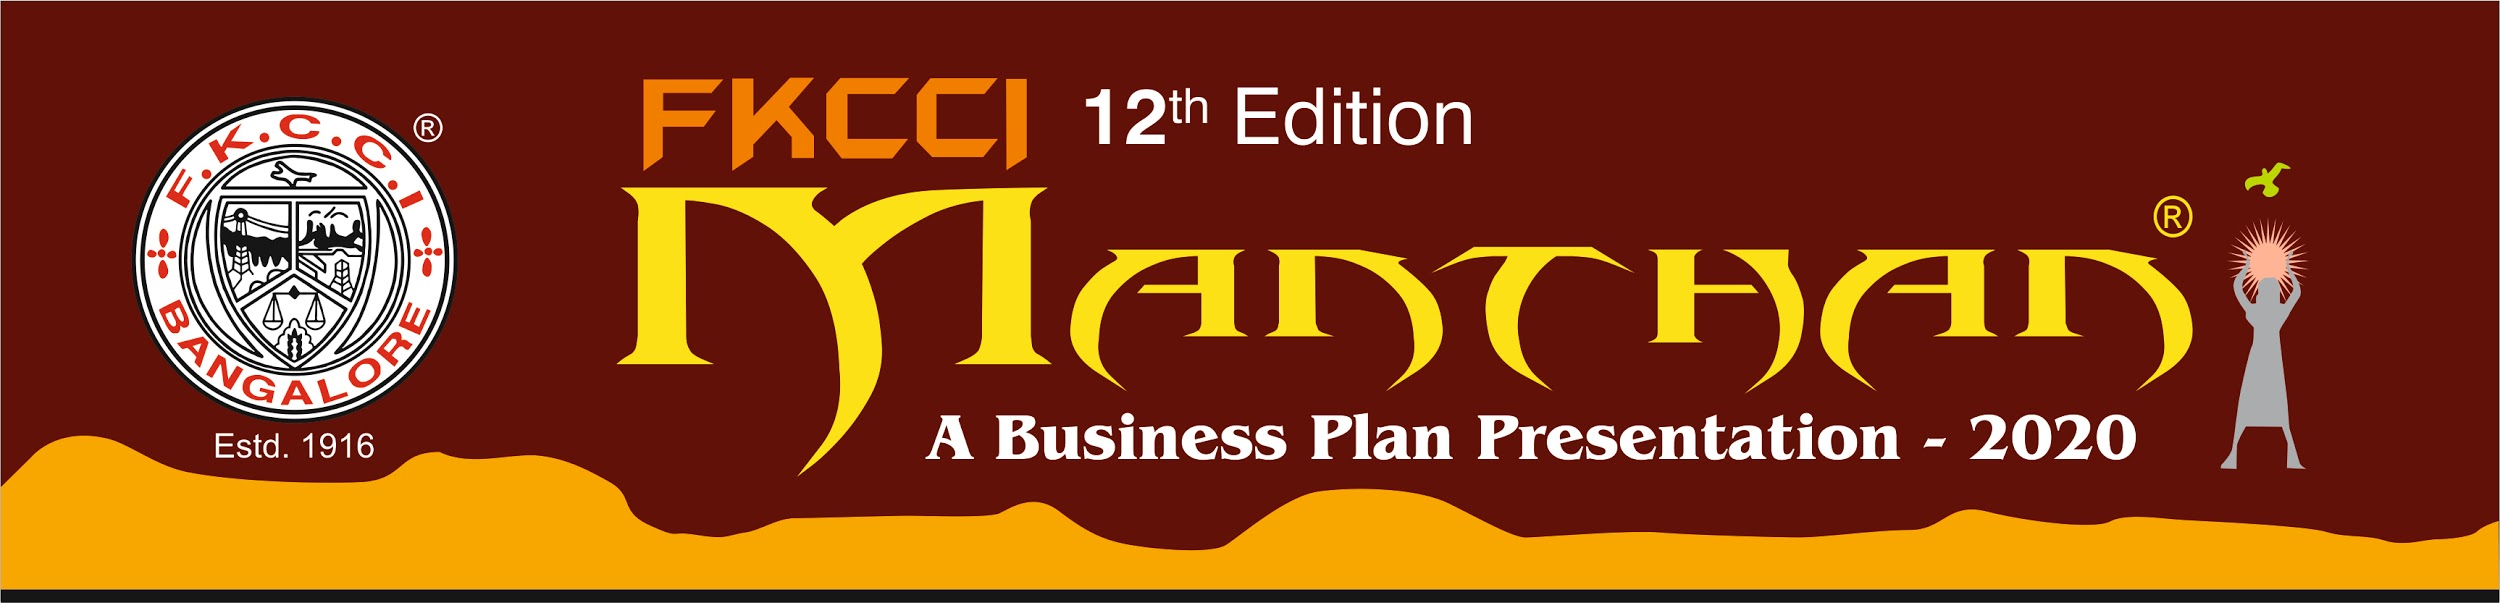 F.K.C.C.I.
BANGALORE
®
Estd. 1916
FKCCI 12th Edition
MANTHAN®
A Business Plan Presentation - 2020